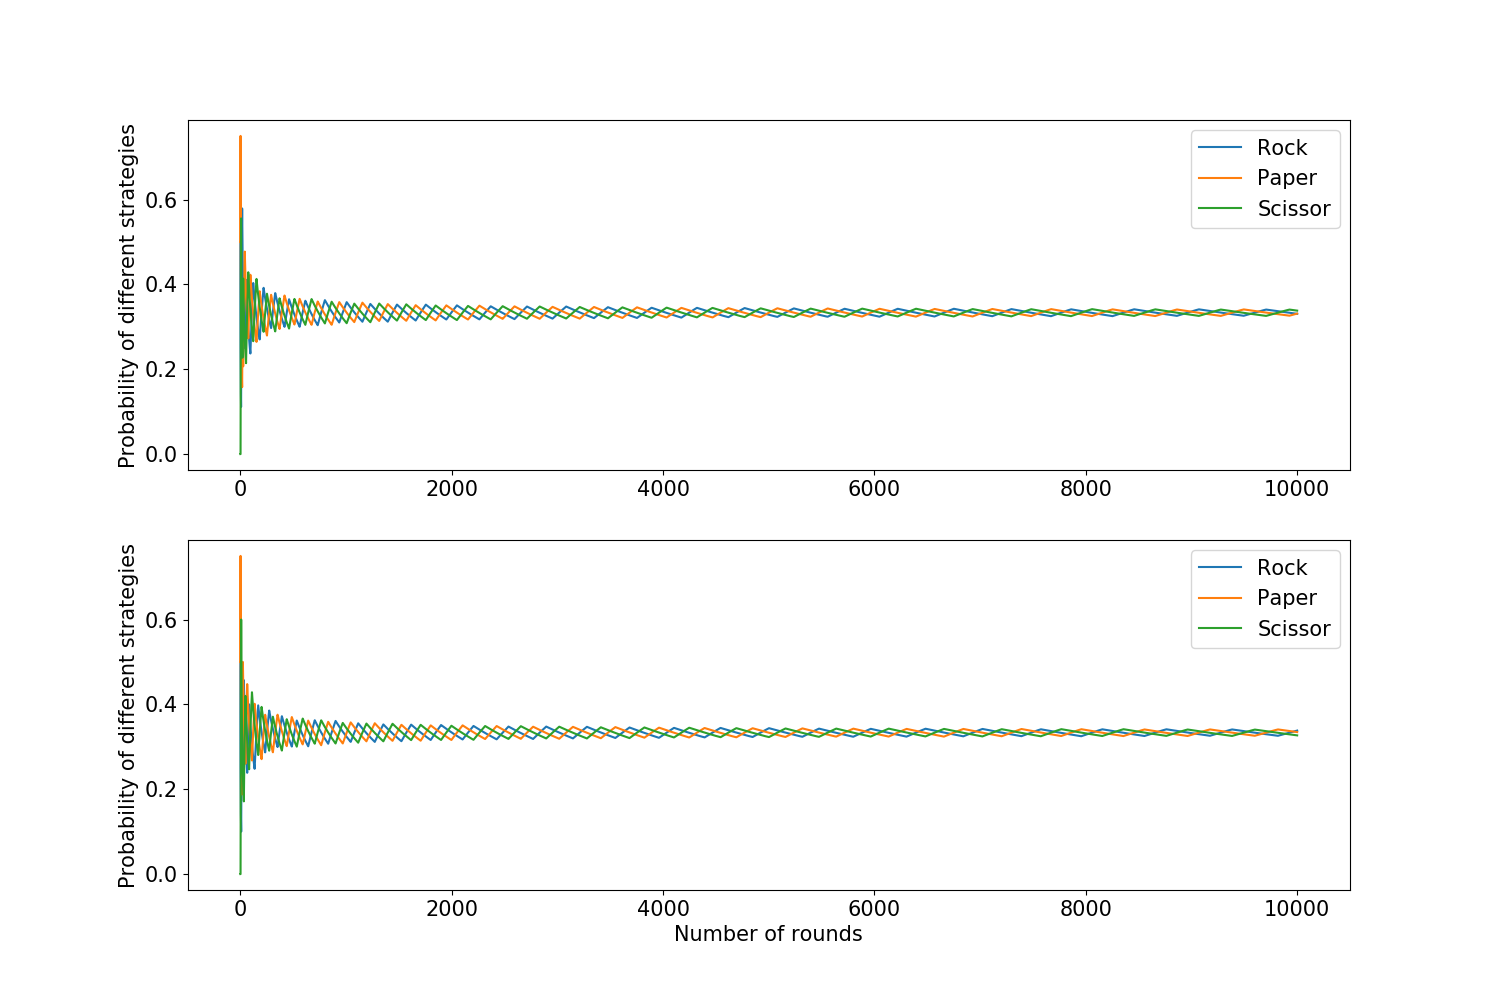 Probability of different strategies
0.6
0.4
0.2
0.0
0 2000 4000 6000 8000 10000
Rock
Paper
Scissor
Probability of different strategies
0.6
0.4
0.2
0.0
0 2000 4000 6000 8000 10000
Number of rounds
Rock
Paper
Scissor